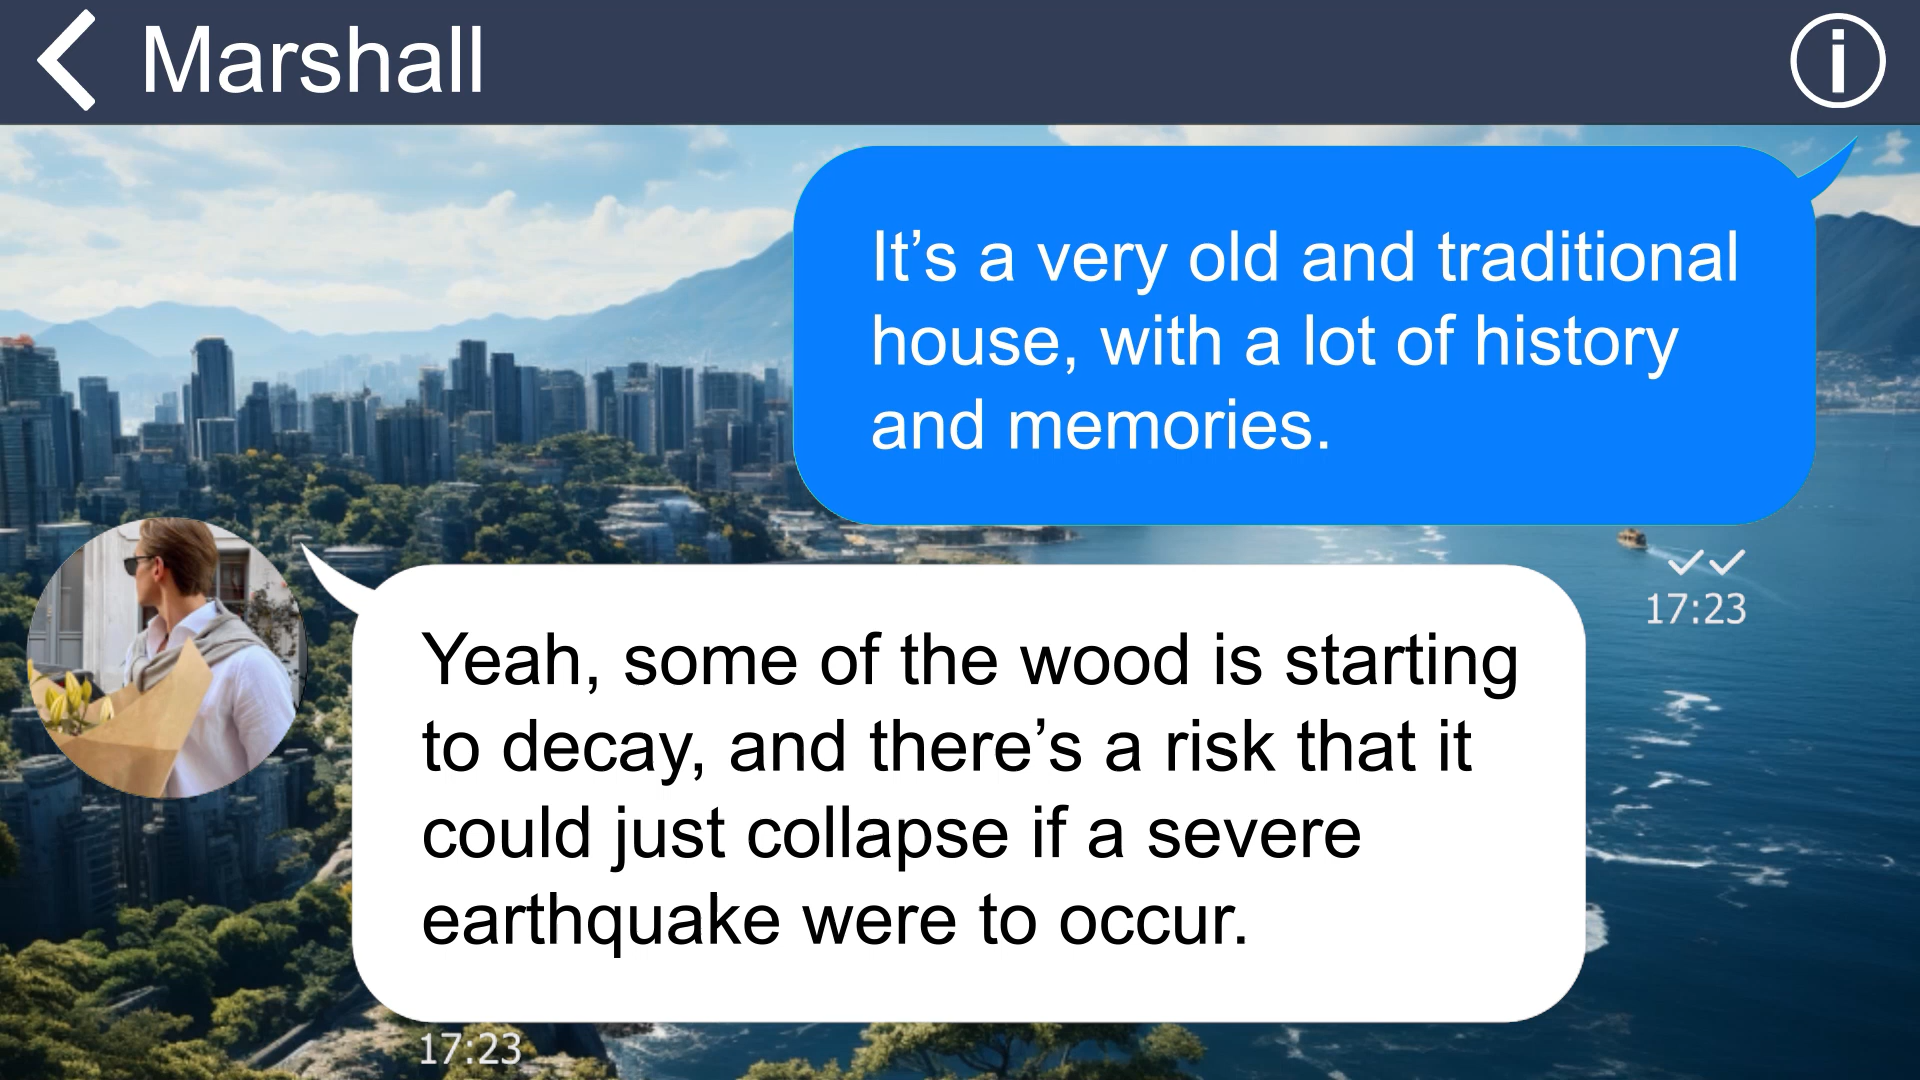 Marshall
It’s a very old and traditional
house, with a lot of history
and memories.
17:23
Yeah, some of the wood is starting
to decay, and there’s a risk that it
could just collapse if a severe
earthquake were to occur.
17:23